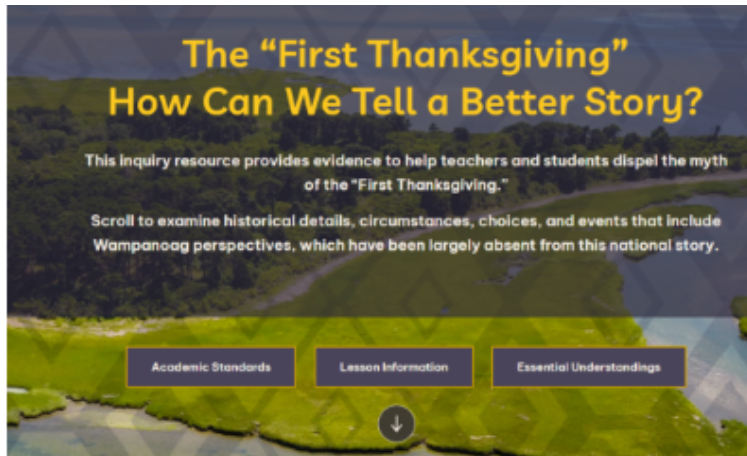 The “First Thanksgiving”
How Can We Tell a Better Story?
This inquiry resource provides evidence to help teachers and students dispel the myth
of the “First Thanksgiving.”
Scroll to examine historical details, circumstances, choices, and events that include
Wampanoag perspectives, which have been largely absent from this national story.
Academic Standards
Lesson Information
Essential Understandings